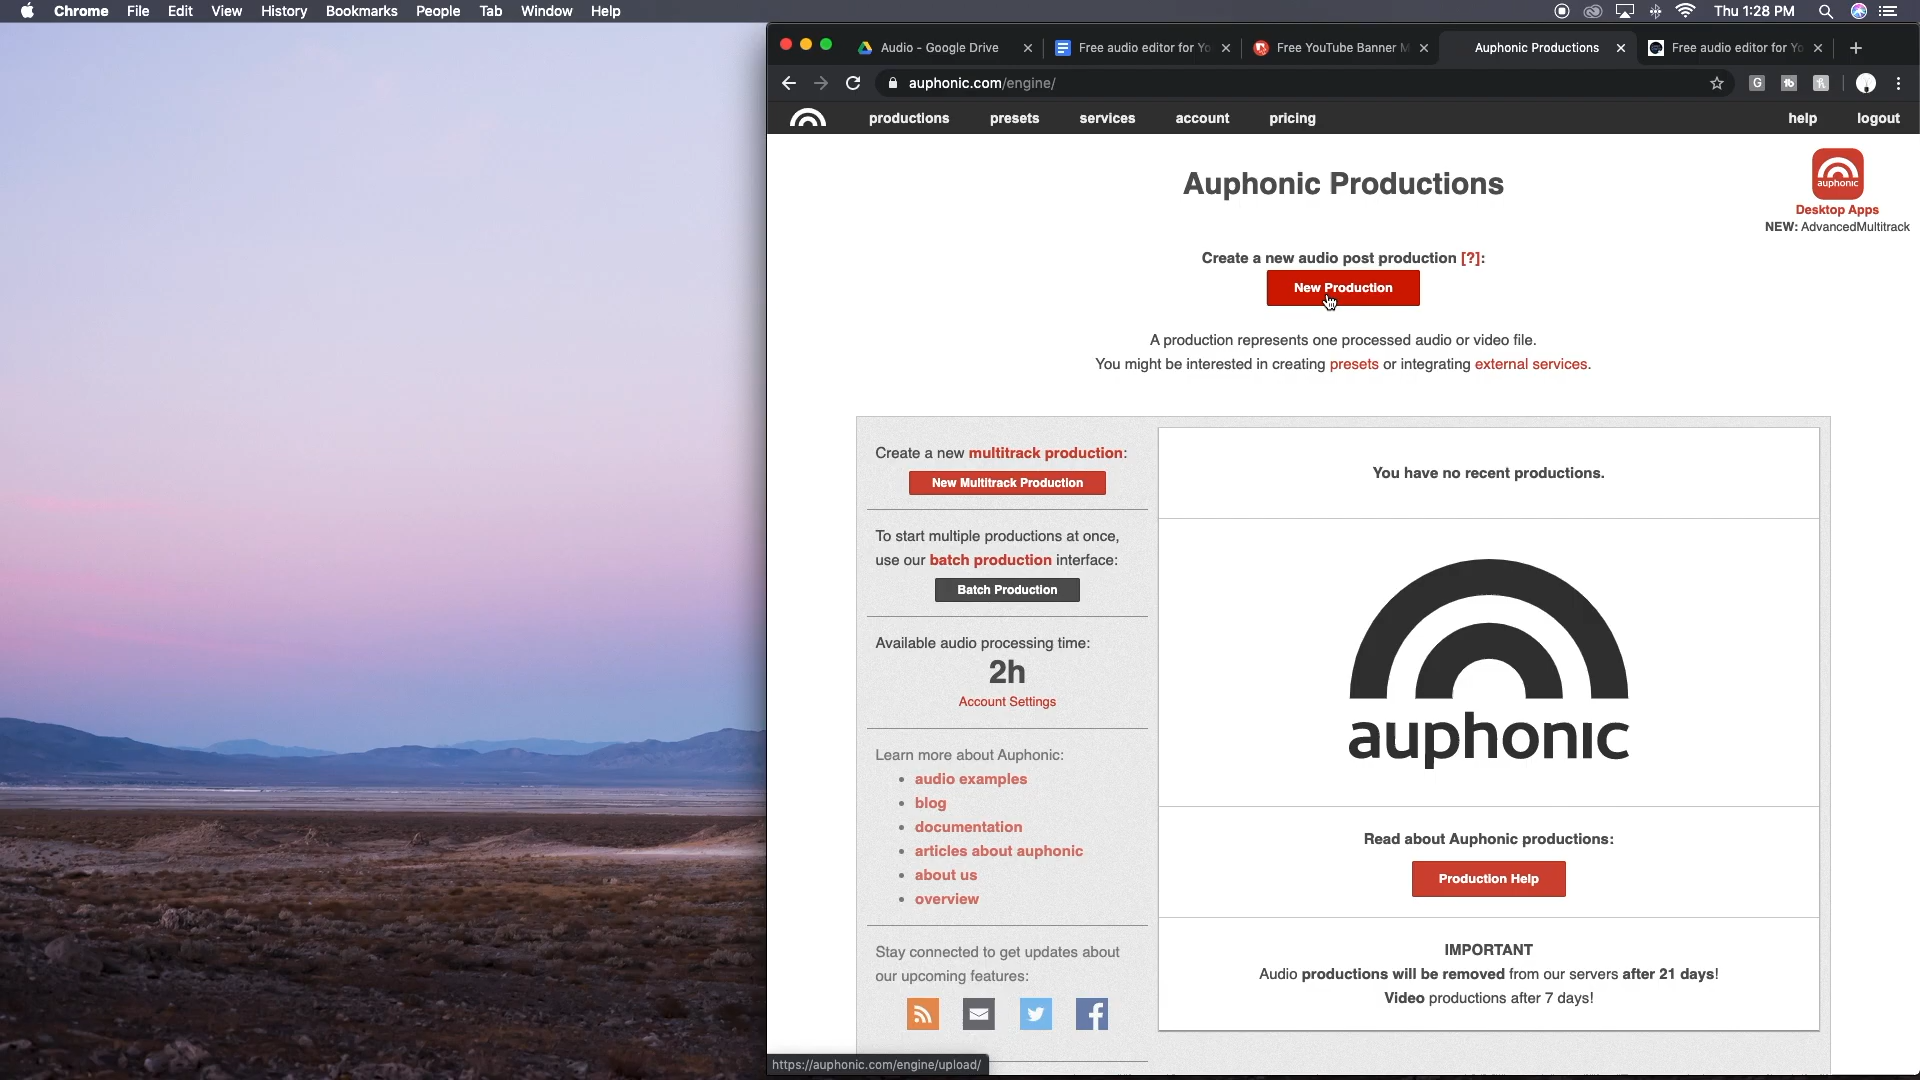 Chrome File Edit View History Bookmarks People Tab Window Help Thu 1:28 PM
Audio - Google Drive Free audio editor for Yo Free YouTube Banner M Auphonic Productions Free audio editor for Yo
auphonic.com/engine/
productions presets services account pricing help logout
auphonic
Desktop Apps
NEW: AdvancedMultitrack
Auphonic Productions
Create a new audio post production [?]:
New Production
A production represents one processed audio or video file.
You might be interested in creating presets or integrating external services.
Create a new multitrack production:
New Multitrack Production
To start multiple productions at once,
use our batch production interface:
Batch Production
Available audio processing time:
2h
Account Settings
Learn more about Auphonic:
audio examples
blog
documentation
articles about auphonic
about us
overview
Stay connected to get updates about
our upcoming features:
You have no recent productions.
auphonic
Read about Auphonic productions:
Production Help
IMPORTANT
Audio productions will be removed from our servers after 21 days!
Video productions after 7 days!
https://auphonic.com/engine/upload/